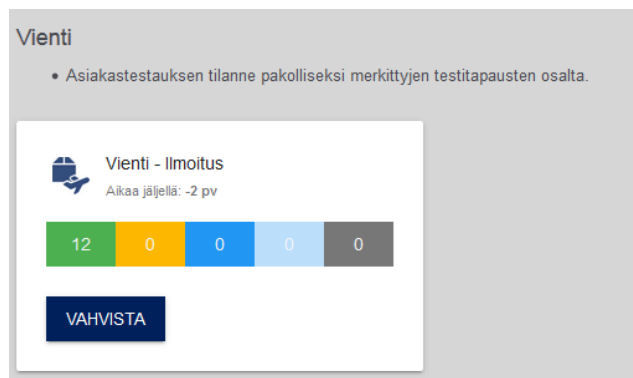 Vienti
• Asiakastestauksen tilanne pakolliseksi merkittyjen testitapausten osalta.
Vienti - Ilmoitus
Aikaa jäljellä: -2 pv
12 0 0 0 0
VAHVISTA